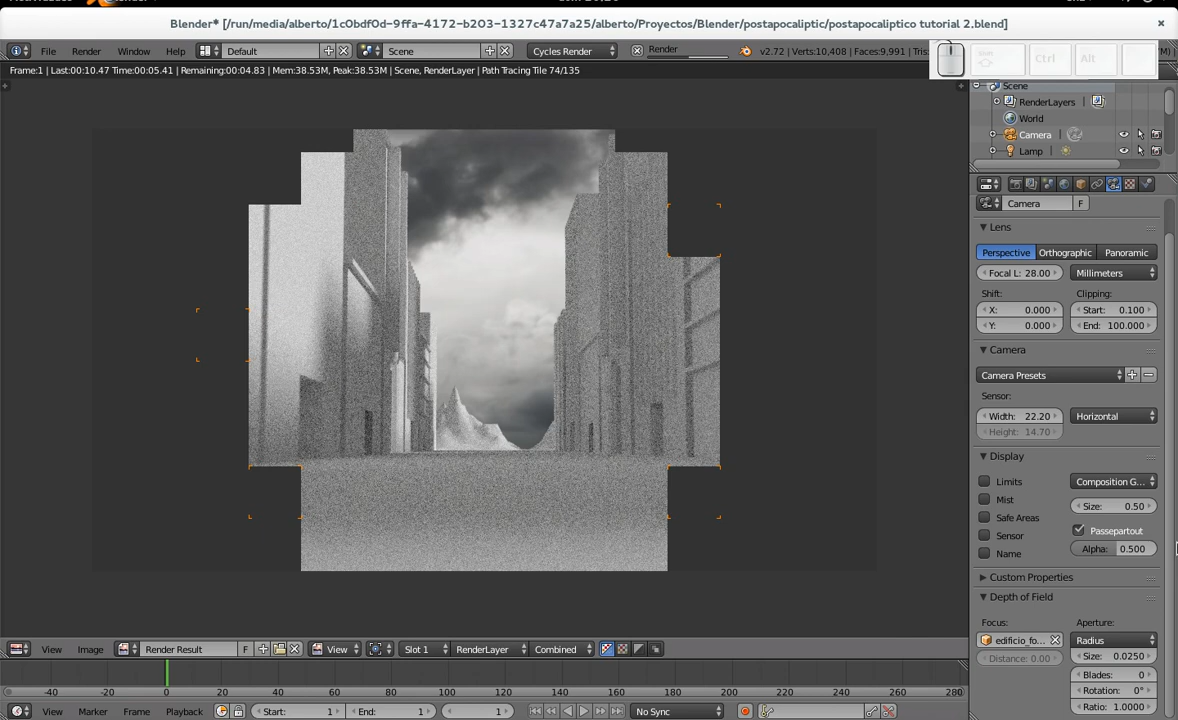 Blender* [/run/media/alberto/1c0bdf0d-9ffa-4172-b203-1327c47a7a25/alberto/Proyectos/Blender/postapocaliptic/postapocaliptico tutorial 2.blend]
File Render Window Help Default Scene Cycles Render Render v2.72 | Verts:10,408 | Faces:9,991 | Tris:
Ctrl Alt
Frame:1 | Last:00:10.47 Time:00:05.41 | Remaining:00:04.83 | Mem:38.53M, Peak:38.53M | Scene, RenderLayer | Path Tracing Tile 74/135
Scene
RenderLayers
World
Camera
Lamp
Camera F
Lens
Perspective Orthographic Panoramic
Focal L: 28.00 Millimeters
Shift: Clipping:
X: 0.000 Start: 0.100
Y: 0.000 End: 100.000
Camera
Camera Presets
Sensor:
Width: 22.20 Horizontal
Height: 14.70
Display
Limits Composition G...
Mist
Size: 0.50
Safe Areas
Passepartout
Sensor
Alpha: 0.500
Name
Custom Properties
Depth of Field
Focus: Aperture:
edificio_fo... Radius
Distance: 0.00 Size: 0.0250
Blades: 0
Rotation: 0°
Ratio: 1.0000
View Image Render Result F View Slot 1 RenderLayer Combined
-40 -20 0 20 40 60 80 100 120 140 160 180 200 220 240 260 280
View Marker Frame Playback Start: 1 End: 1 1 No Sync